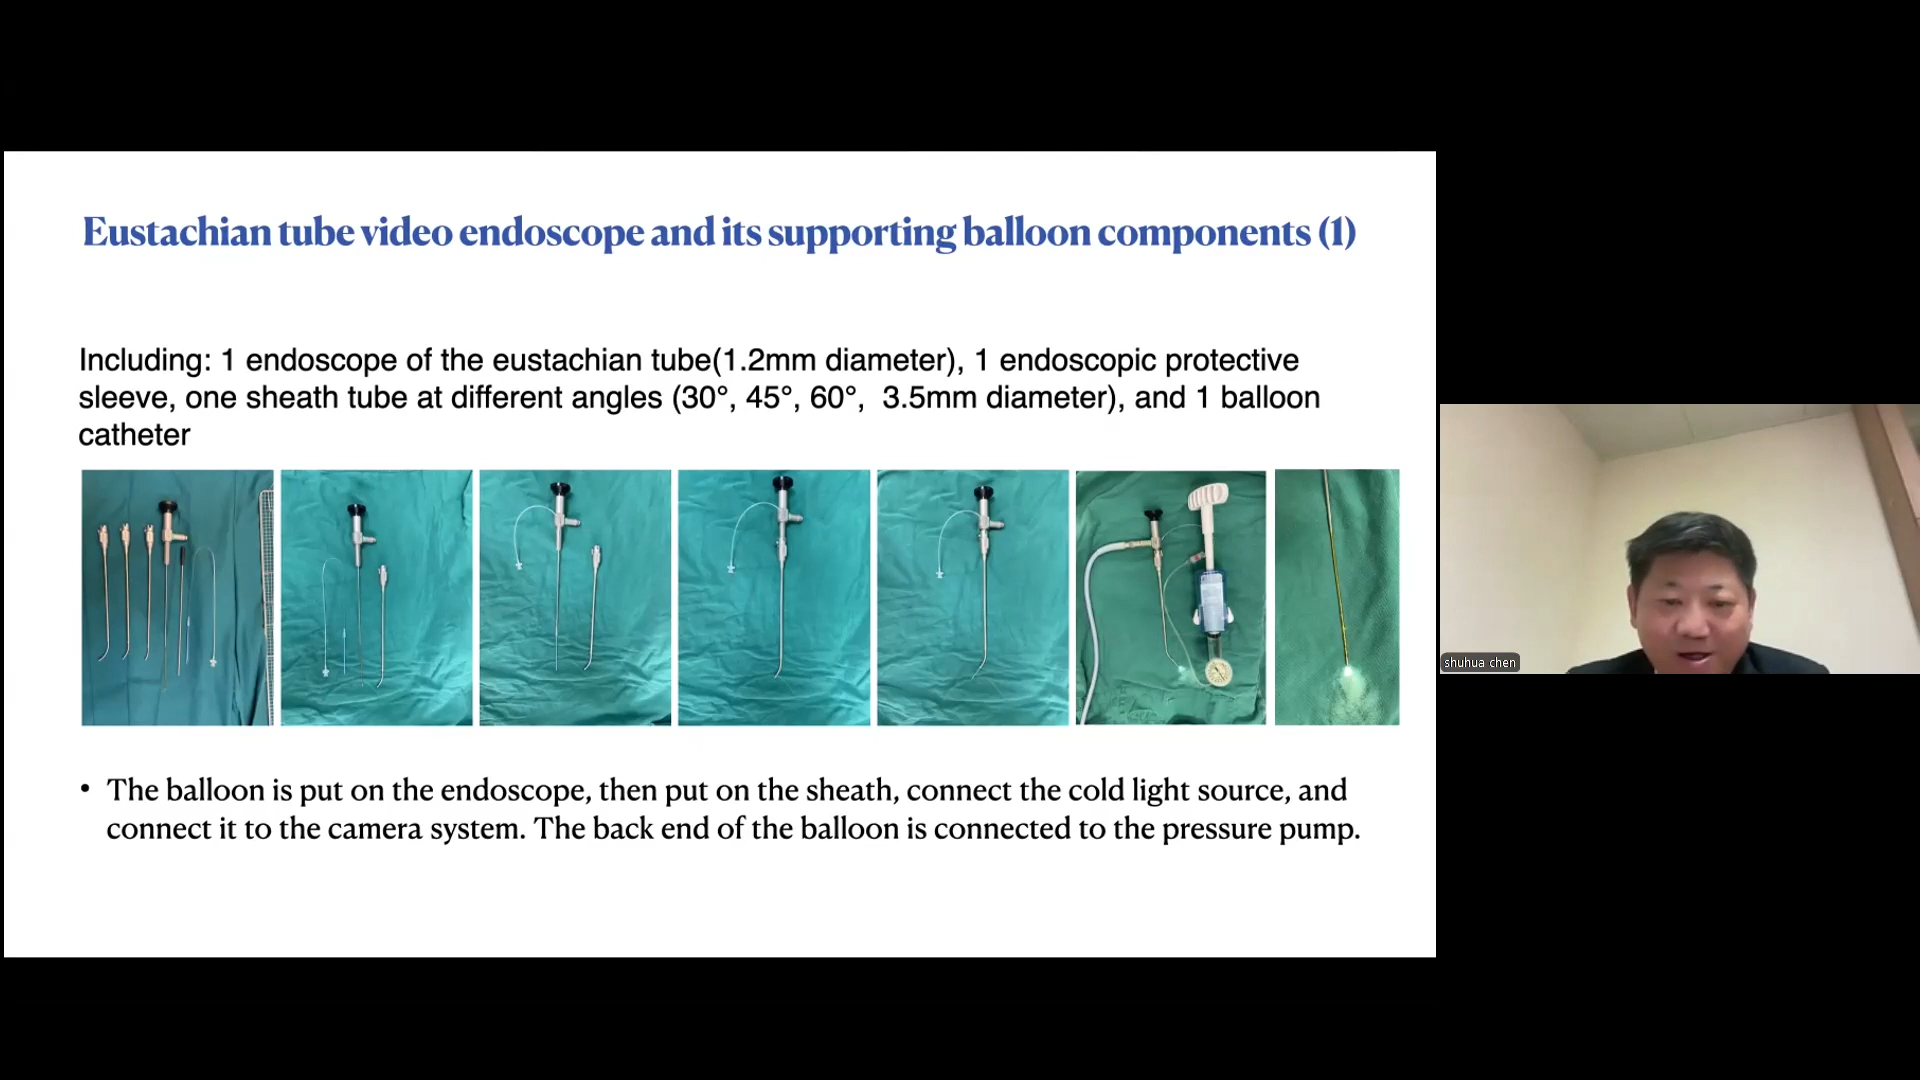 Eustachian tube video endoscope and its supporting balloon components (1)
Including: 1 endoscope of the eustachian tube(1.2mm diameter), 1 endoscopic protective
sleeve, one sheath tube at different angles (30°, 45°, 60°,  3.5mm diameter), and 1 balloon
catheter
• The balloon is put on the endoscope, then put on the sheath, connect the cold light source, and
connect it to the camera system. The back end of the balloon is connected to the pressure pump.
shuhua chen